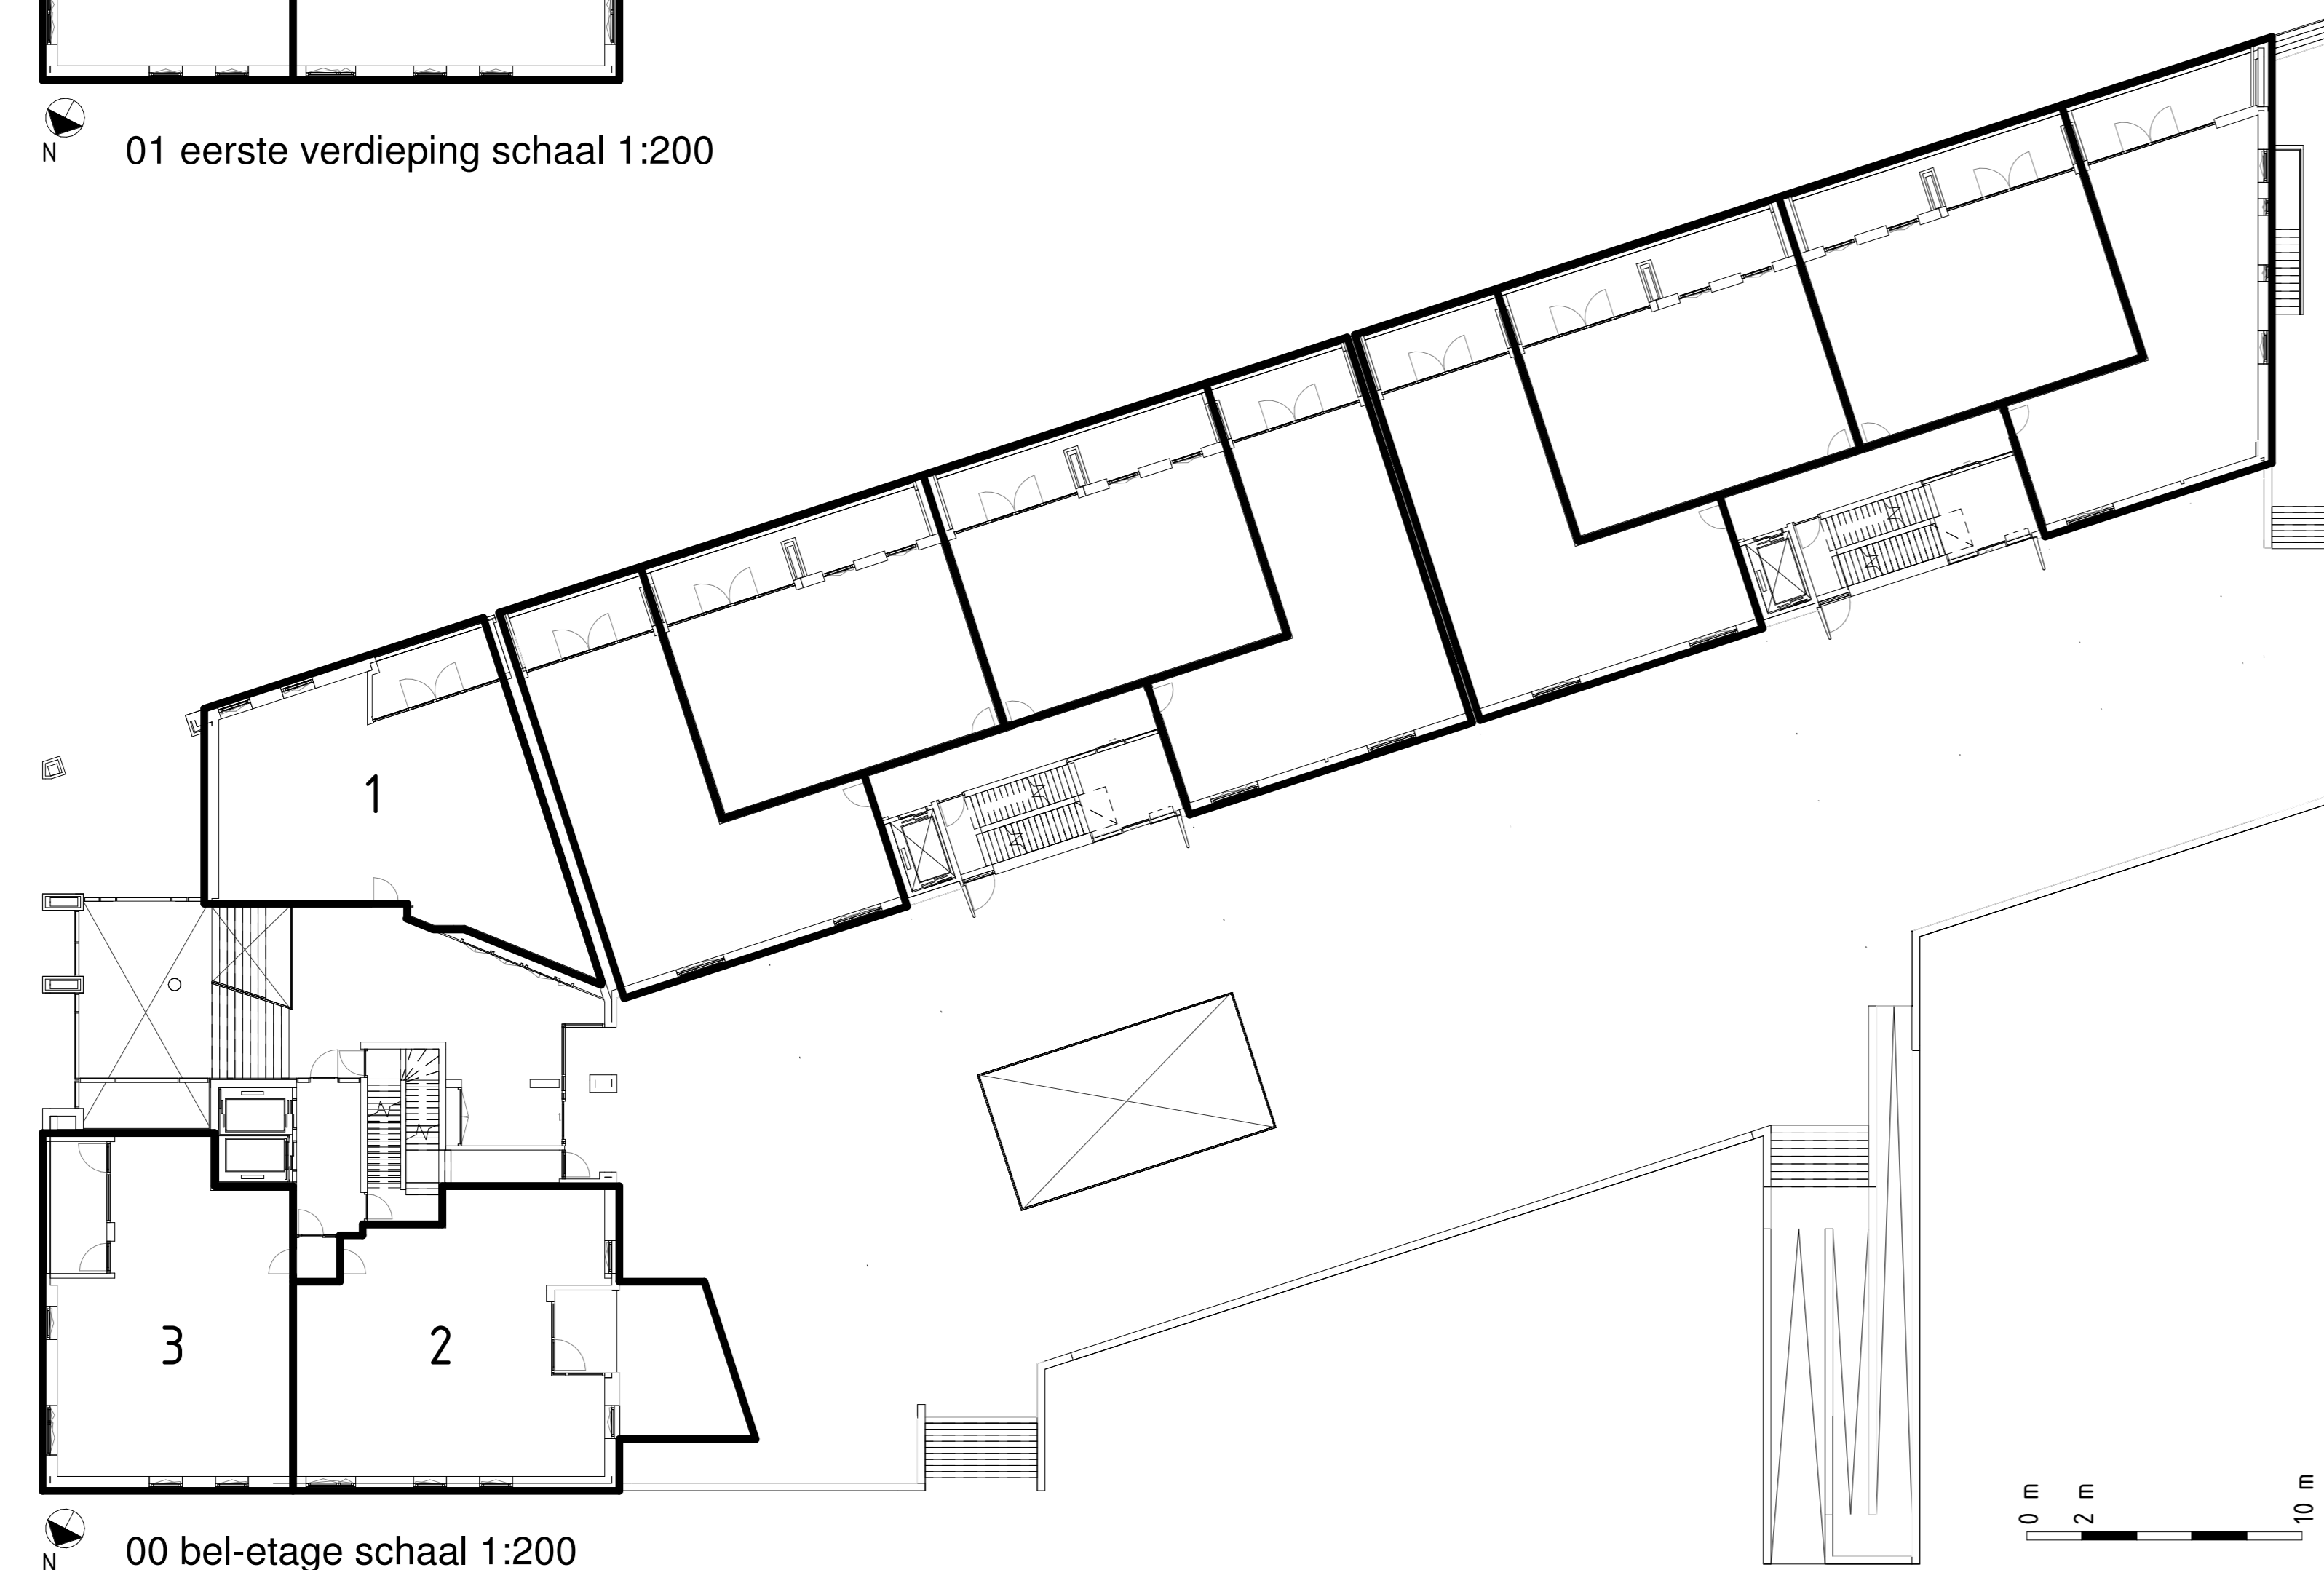 N
01 eerste verdieping schaal 1:200
1
3
2
0 m
2 m
10 m
N
00 bel-etage schaal 1:200